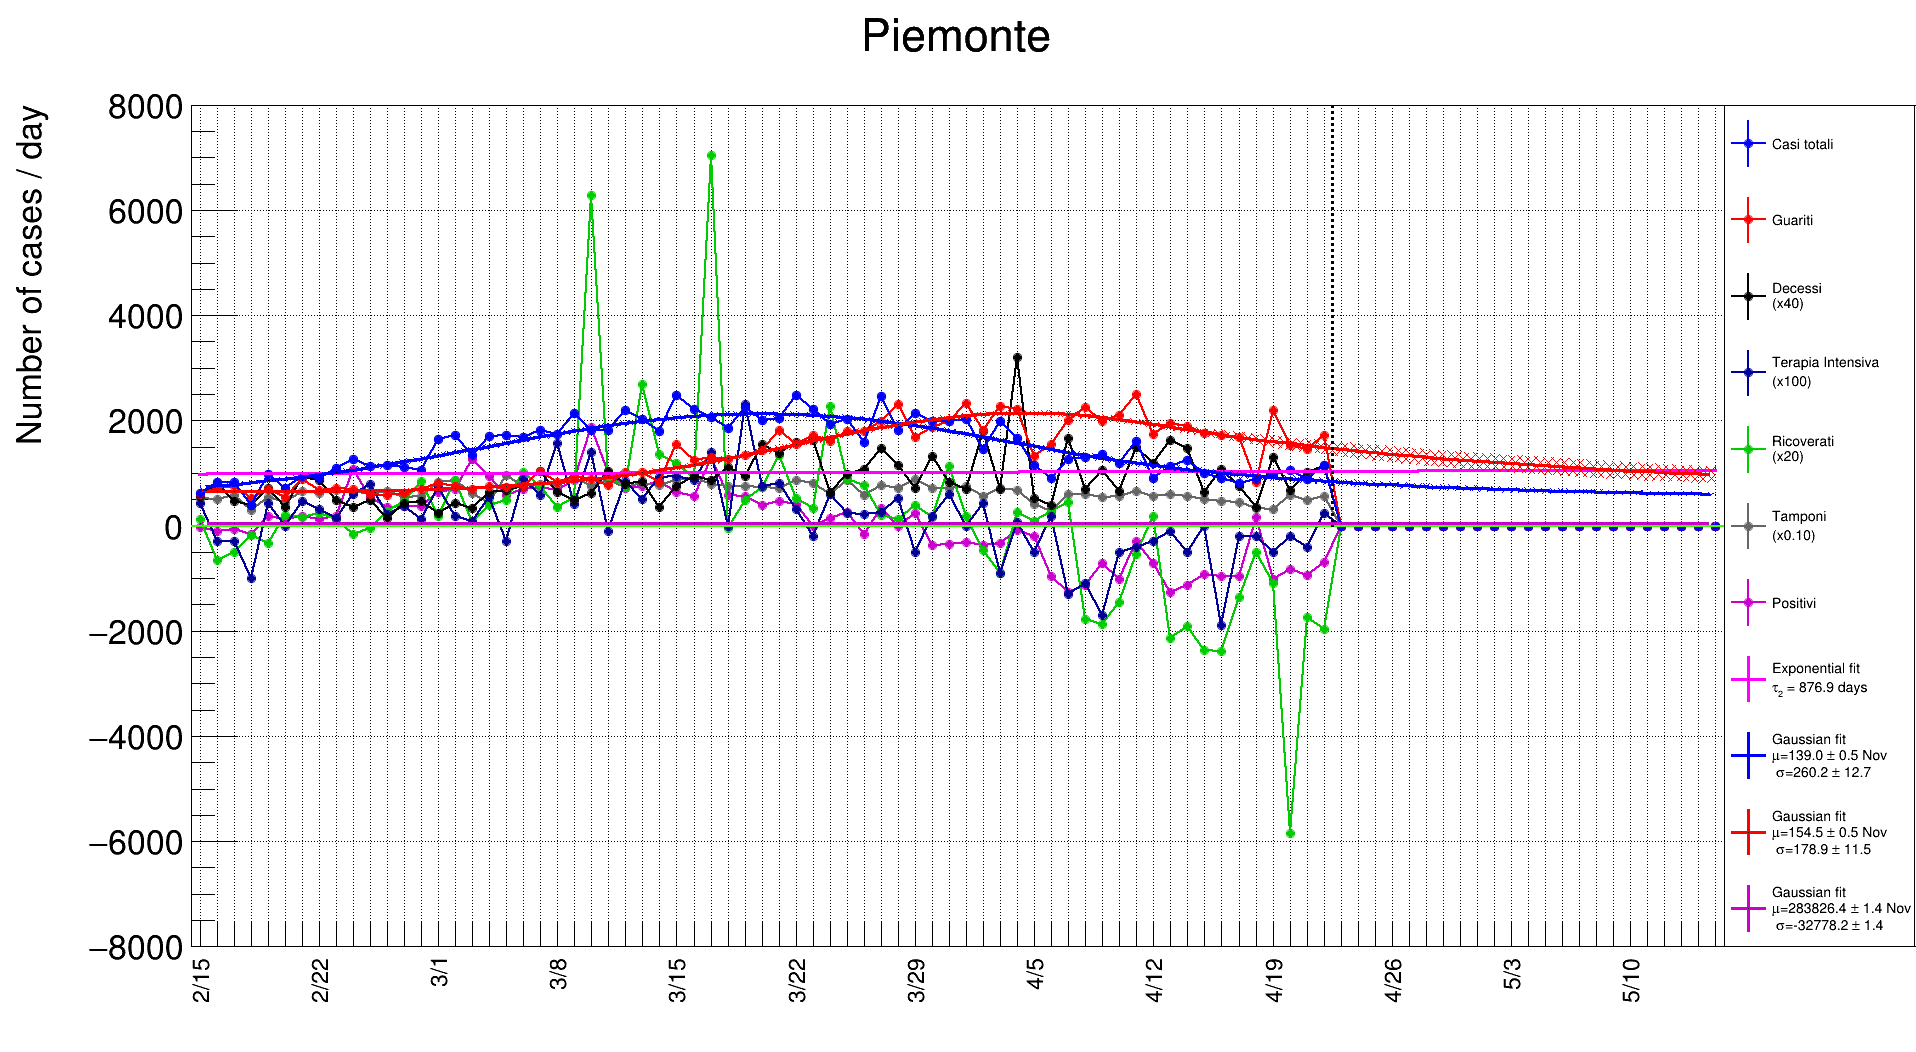 Piemonte
Number of cases / day
8000
6000
4000
2000
0
−2000
−4000
−6000
−8000
2/15
2/22
3/1
3/8
3/15
3/22
3/29
4/5
4/12
4/19
4/26
5/3
5/10
Casi totali
Guariti
Decessi
(x40)
Terapia Intensiva
(x100)
Ricoverati
(x20)
Tamponi
(x0.10)
Positivi
Exponential fit
τ2 = 876.9 days
Gaussian fit
μ=139.0 ± 0.5 Nov
σ=260.2 ± 12.7
Gaussian fit
μ=154.5 ± 0.5 Nov
σ=178.9 ± 11.5
Gaussian fit
μ=283826.4 ± 1.4 Nov
σ=-32778.2 ± 1.4